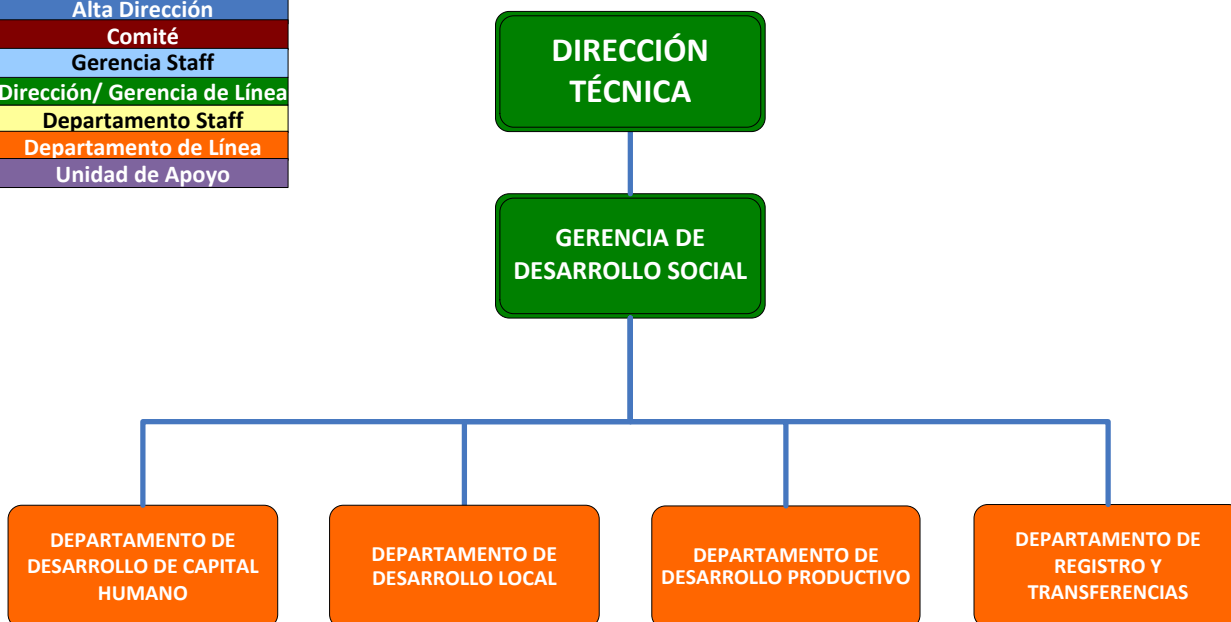 Alta Dirección
Comité
Gerencia Staff
Dirección/ Gerencia de Línea
Departamento Staff
Departamento de Línea
Unidad de Apoyo
DIRECCIÓN
TÉCNICA
GERENCIA DE
DESARROLLO SOCIAL
DEPARTAMENTO DE
DESARROLLO DE CAPITAL
HUMANO
DEPARTAMENTO DE
DESARROLLO LOCAL
DEPARTAMENTO DE
DESARROLLO PRODUCTIVO
DEPARTAMENTO DE
REGISTRO Y
TRANSFERENCIAS